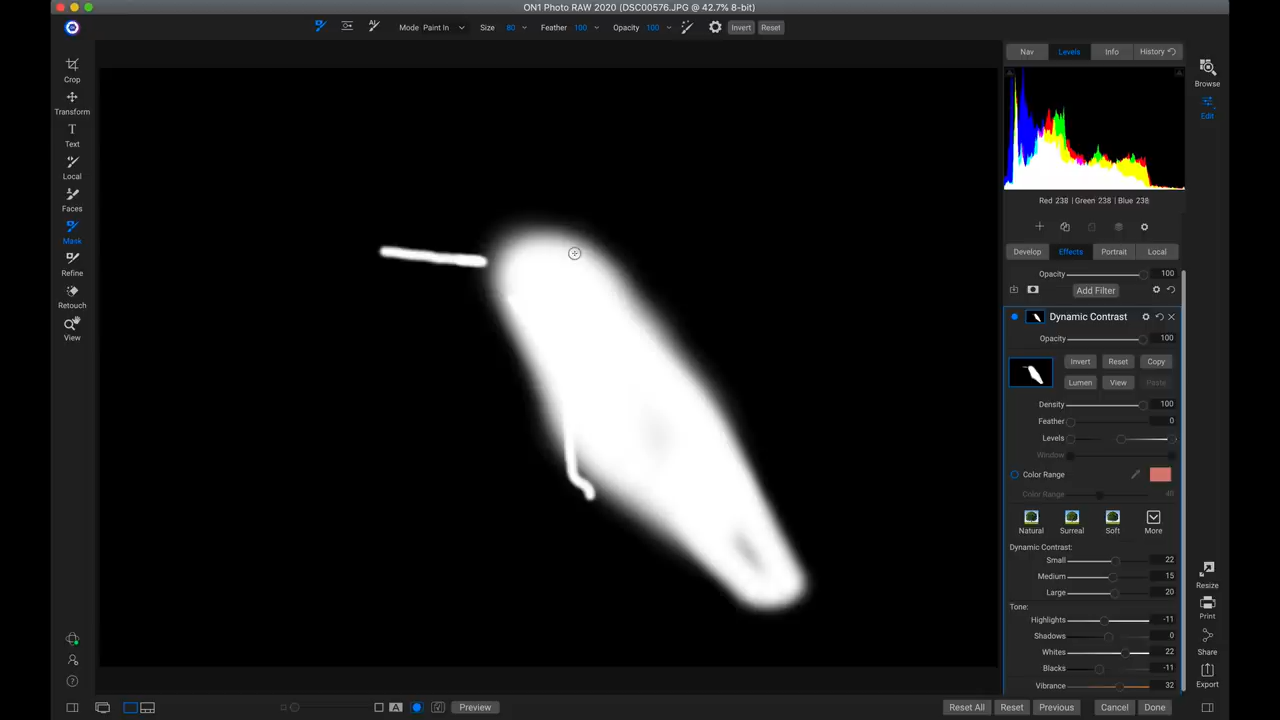 ON1 Photo RAW 2020 (DSC00576.JPG @ 42.7% 8-bit)
Mode Paint In Size 80 Feather 100 Opacity 100 Invert Reset
Crop
Transform
Text
Local
Faces
Mask
Refine
Retouch
View
Nav Levels Info History
Red 238 | Green 238 | Blue 238
Develop Effects Portrait Local
Opacity 100
Add Filter
Dynamic Contrast
Opacity 100
Invert Reset Copy
Lumen View Paste
Density 100
Feather 0
Levels
Window
Color Range
Color Range 40
Natural Surreal Soft More
Dynamic Contrast:
Small 22
Medium 15
Large 20
Tone:
Highlights -11
Shadows 0
Whites 22
Blacks -11
Vibrance 32
Browse
Edit
Resize
Print
Share
Export
A
Preview
Reset All Reset Previous Cancel Done